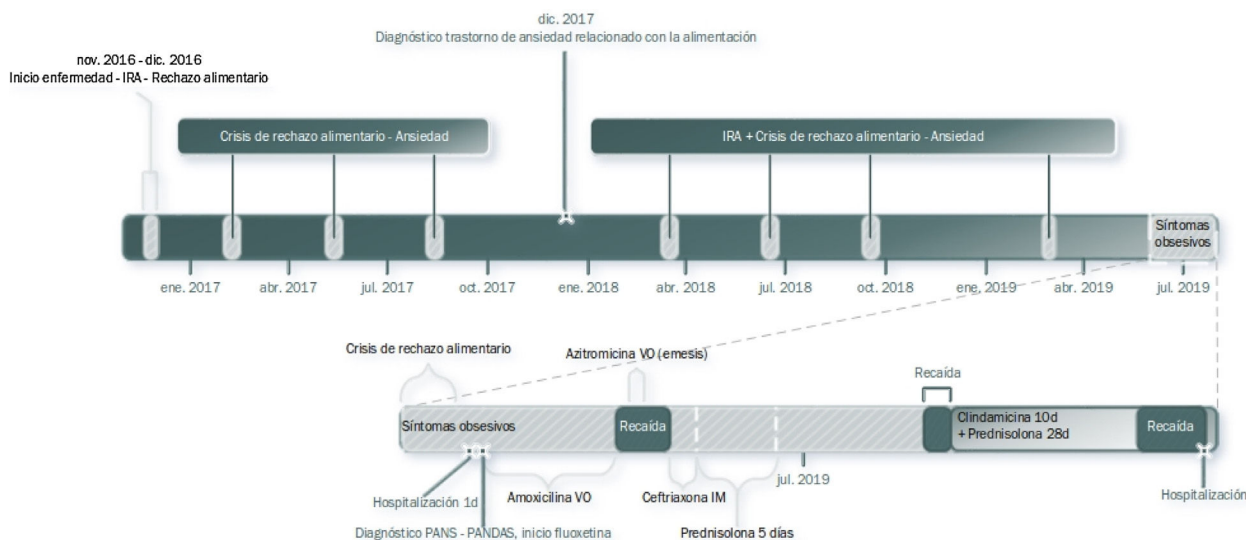 dic. 2017
Diagnóstico trastorno de ansiedad relacionado con la alimentación
nov. 2016 - dic. 2016
Inicio enfermedad - IRA - Rechazo alimentario
Crisis de rechazo alimentario - Ansiedad
IRA + Crisis de rechazo alimentario - Ansiedad
Síntomas
obsesivos
ene. 2017
abr. 2017
jul. 2017
oct. 2017
ene. 2018
abr. 2018
jul. 2018
oct. 2018
ene. 2019
abr. 2019
jul. 2019
Crisis de rechazo alimentario
Azitromicina VO (emesis)
Recaída
Síntomas obsesivos
Recaída
Clindamicina 10d
+ Prednisolona 28d
Recaída
jul. 2019
Hospitalización 1d
Amoxicilina VO
Ceftriaxona IM
Hospitalización
Diagnóstico PANS - PANDAS, inicio fluoxetina
Prednisolona 5 días